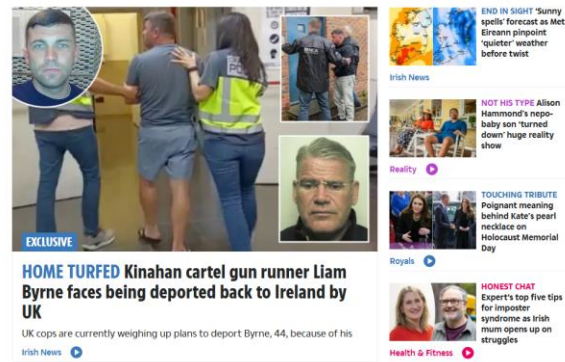 EXCLUSIVE
HOME TURFED Kinahan cartel gun runner Liam
Byrne faces being deported back to Ireland by
UK
UK cops are currently weighing up plans to deport Byrne, 44, because of his
Irish News
END IN SIGHT 'Sunny
spells' forecast as Met
Eireann pinpoint
'quieter' weather
before twist
Irish News
NOT HIS TYPE Alison
Hammond's nepo-
baby son 'turned
down' huge reality
show
Reality
TOUCHING TRIBUTE
Poignant meaning
behind Kate's pearl
necklace on
Holocaust Memorial
Day
Royals
HONEST CHAT
Expert's top five tips
for imposter
syndrome as Irish
mum opens up on
struggles
Health & Fitness